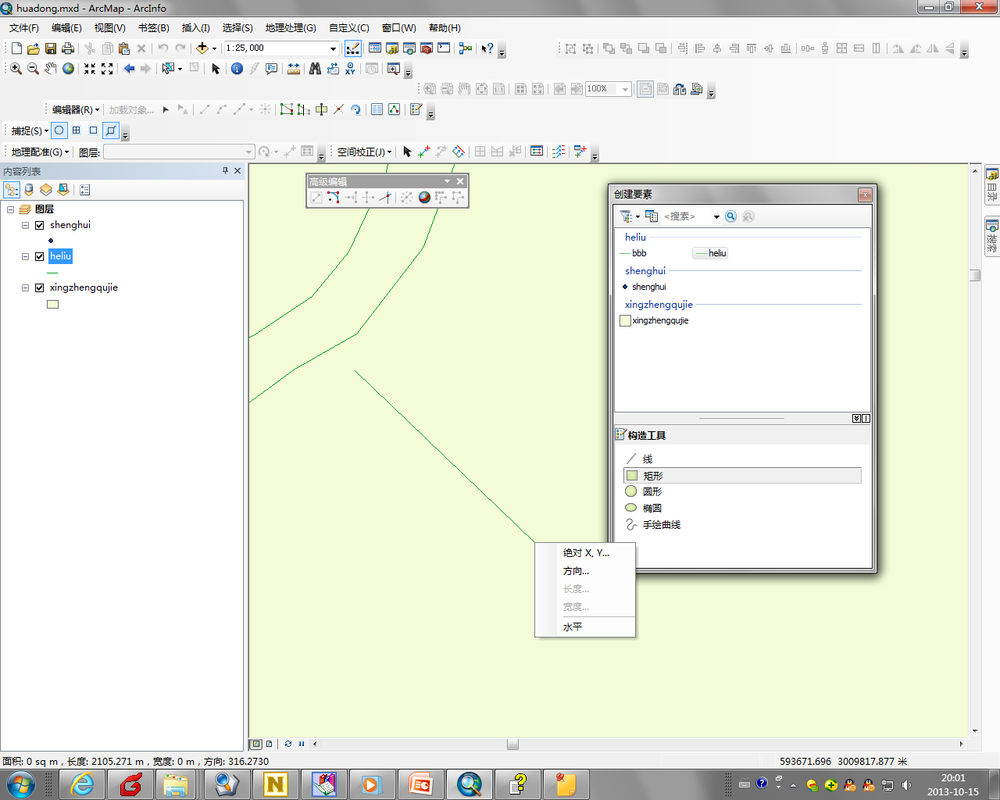 huadong.mxd - ArcMap - ArcInfo
文件(F) 编辑(E) 视图(V) 书签(B) 插入(I) 选择(S) 地理处理(G) 自定义(C) 窗口(W) 帮助(H)
1:25,000
100%
编辑器(R) 加载对象...
捕捉(S)
地理配准(G) 图层: 空间校正(J)
内容列表
图层
shenghui
heliu
xingzhengqujie
高级编辑
创建要素
<搜索>
heliu
bbb heliu
shenghui
shenghui
xingzhengqujie
xingzhengqujie
构造工具
线
矩形
圆形
椭圆
手绘曲线
绝对 X, Y...
方向...
长度...
宽度...
水平
目录
搜索
面积: 0 sq m , 长度: 2105.271 m , 宽度: 0 m , 方向: 316.2730
593671.696 3009817.877 米
20:01
2013-10-15